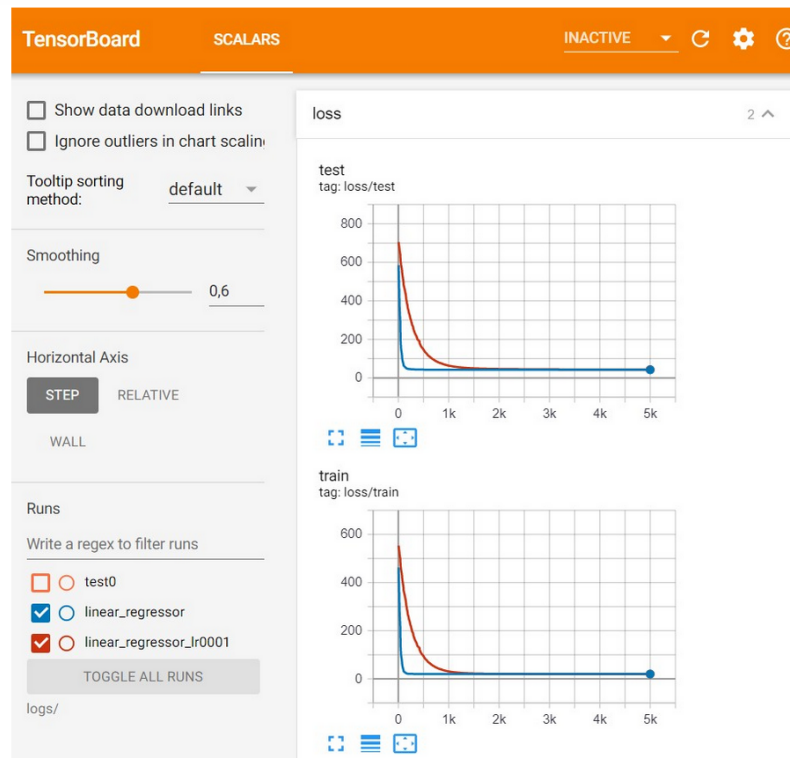 TensorBoard SCALARS INACTIVE
Show data download links
Ignore outliers in chart scaling
Tooltip sorting
method: default
Smoothing
0,6
Horizontal Axis
STEP RELATIVE
WALL
Runs
Write a regex to filter runs
test0
linear_regressor
linear_regressor_lr0001
TOGGLE ALL RUNS
logs/
loss 2
test
tag: loss/test
800
600
400
200
0
0 1k 2k 3k 4k 5k
train
tag: loss/train
600
400
200
0
0 1k 2k 3k 4k 5k